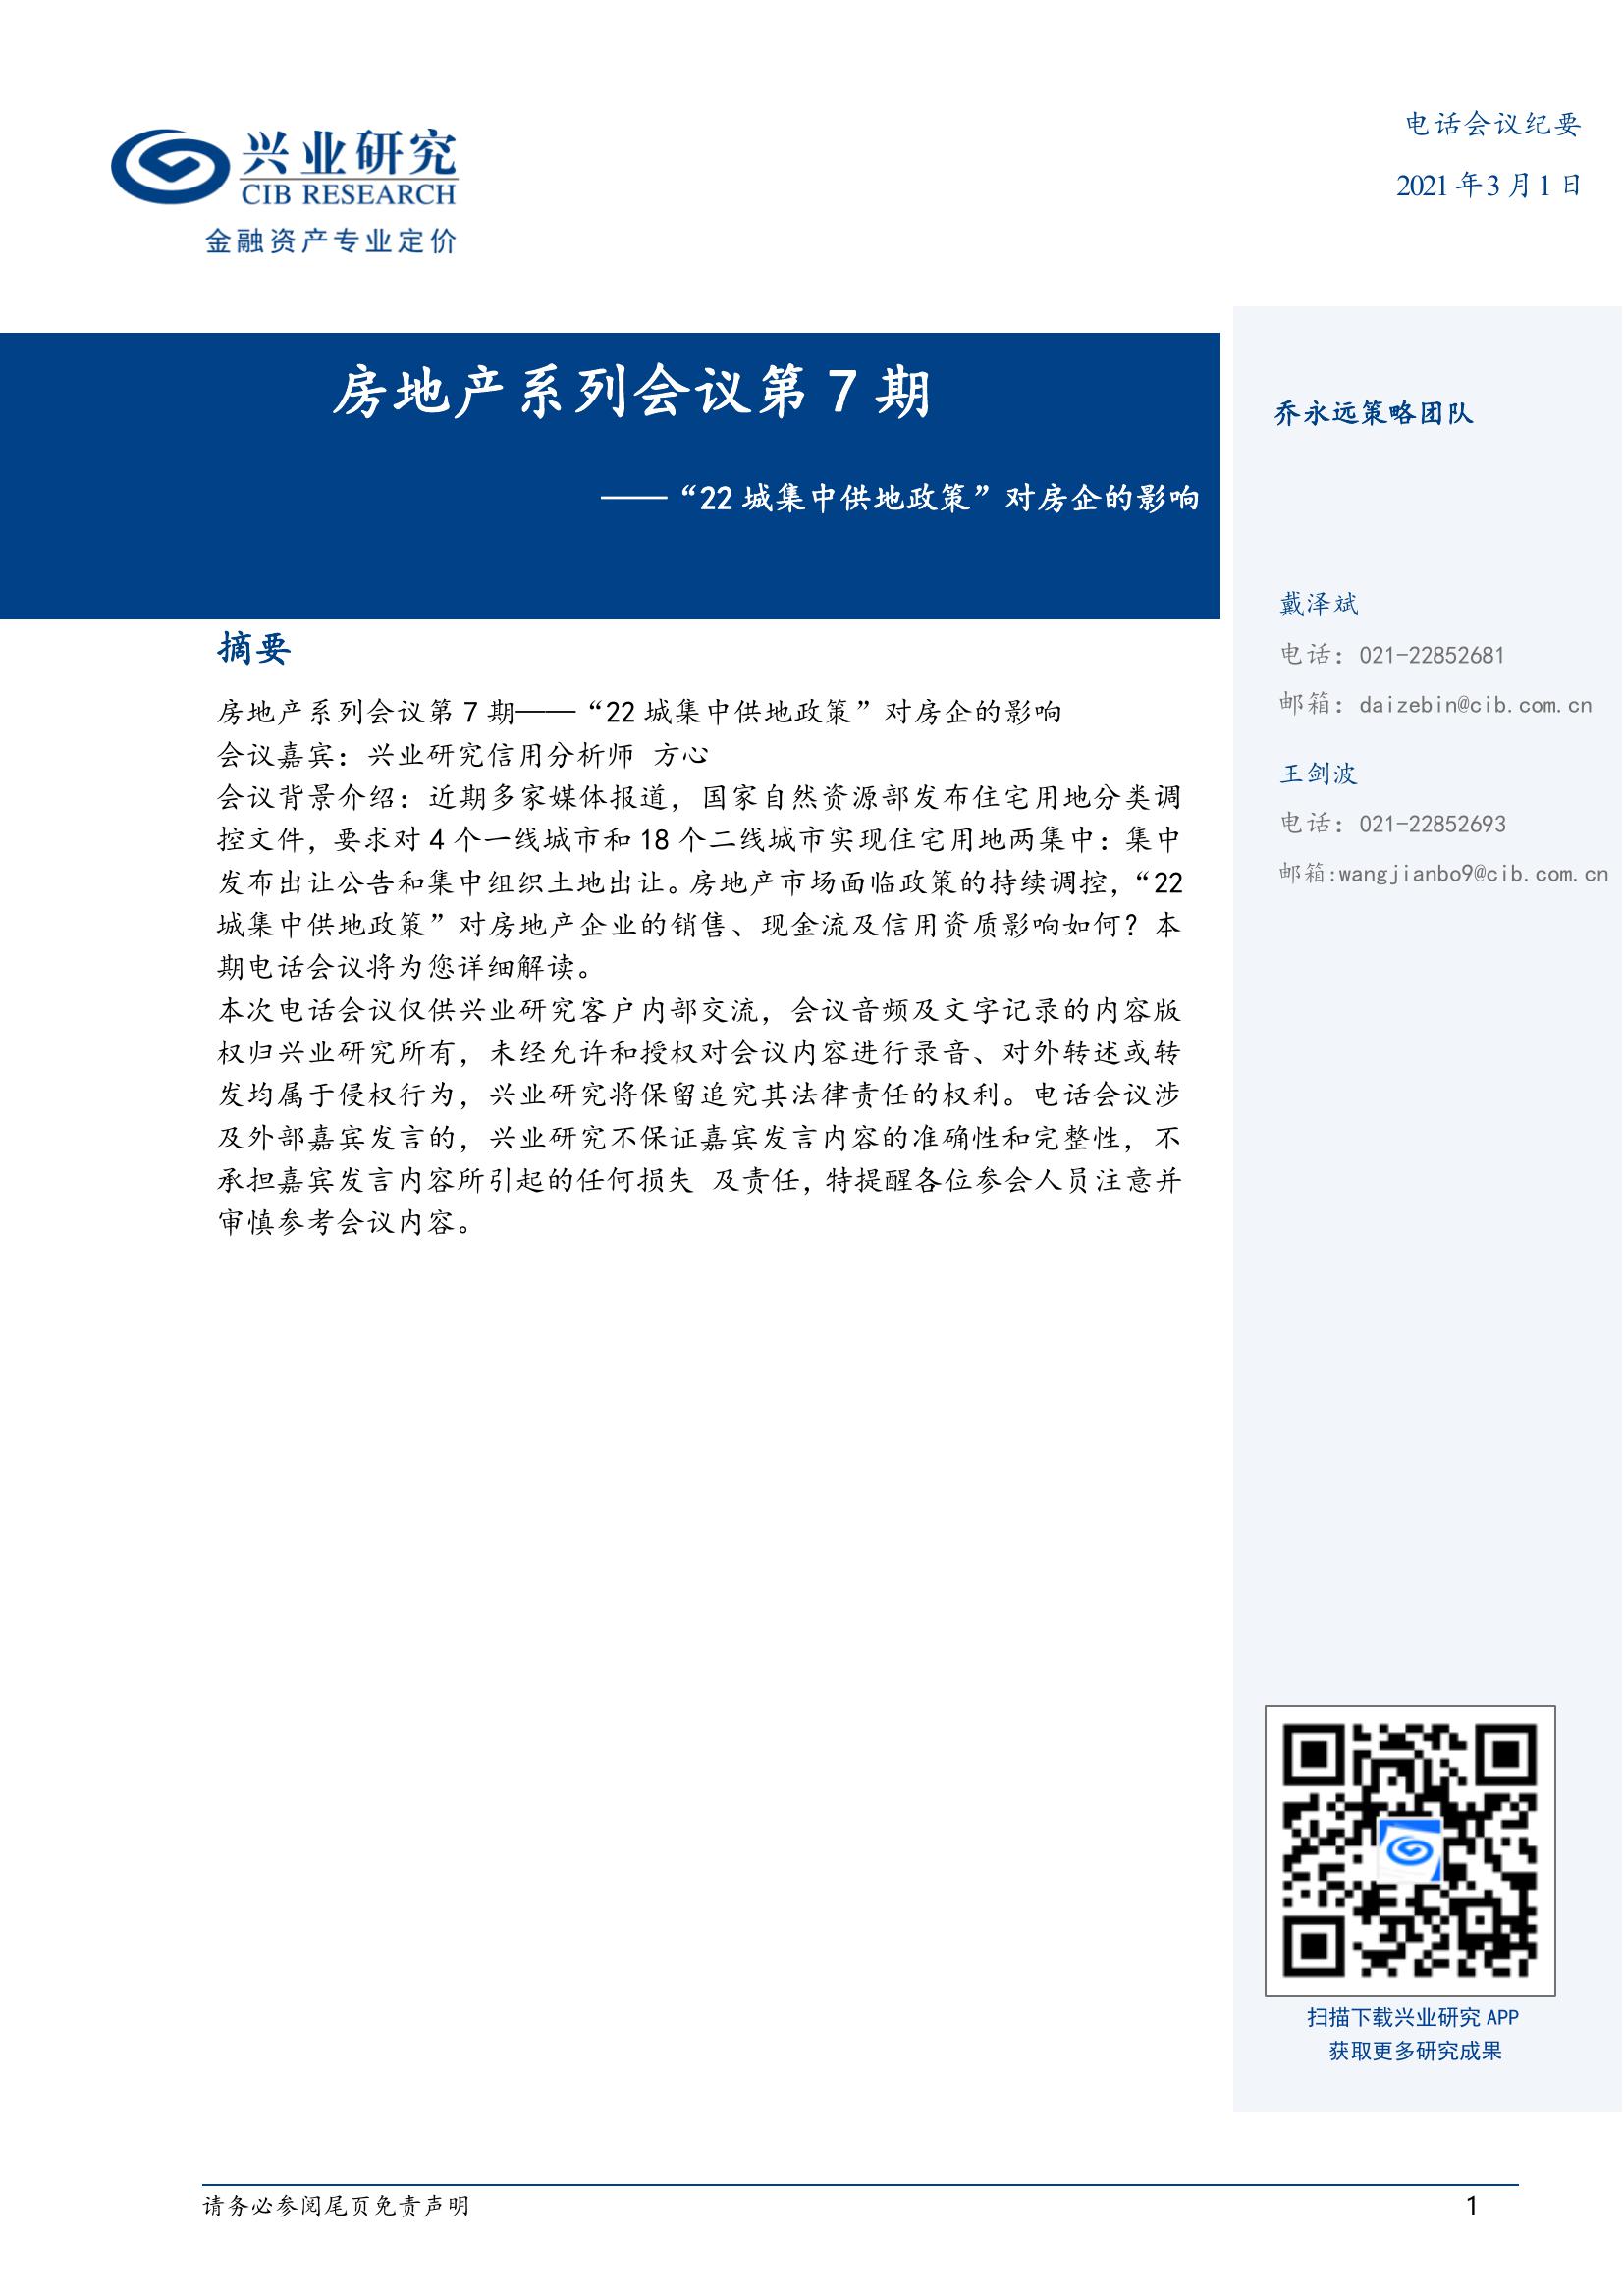 兴业研究
CIB RESEARCH
金融资产专业定价
电话会议纪要
2021 年 3 月 1 日
房地产系列会议第 7 期
——“22 城集中供地政策”对房企的影响
摘要
房地产系列会议第 7 期——“22 城集中供地政策”对房企的影响
会议嘉宾：兴业研究信用分析师 方心
会议背景介绍：近期多家媒体报道，国家自然资源部发布住宅用地分类调
控文件，要求对 4 个一线城市和 18 个二线城市实现住宅用地两集中：集中
发布出让公告和集中组织土地出让。房地产市场面临政策的持续调控，“22
城集中供地政策”对房地产企业的销售、现金流及信用资质影响如何？本
期电话会议将为您详细解读。
本次电话会议仅供兴业研究客户内部交流，会议音频及文字记录的内容版
权归兴业研究所有，未经允许和授权对会议内容进行录音、对外转述或转
发均属于侵权行为，兴业研究将保留追究其法律责任的权利。电话会议涉
及外部嘉宾发言的，兴业研究不保证嘉宾发言内容的准确性和完整性，不
承担嘉宾发言内容所引起的任何损失 及责任，特提醒各位参会人员注意并
审慎参考会议内容。
乔永远策略团队
戴泽斌
电话：021-22852681
邮箱：daizebin@cib.com.cn
王剑波
电话：021-22852693
邮箱:wangjianbo9@cib.com.cn
扫描下载兴业研究 APP
获取更多研究成果
请务必参阅尾页免责声明
1